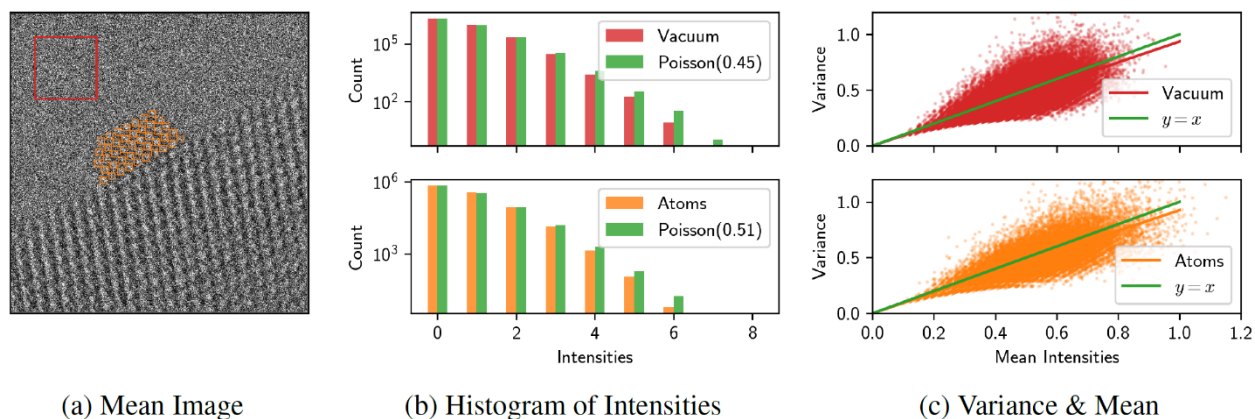 10^5
10^2
Count
Vacuum
Poisson(0.45)
10^6
10^3
Count
Atoms
Poisson(0.51)
0
2
4
6
8
Intensities
1.0
0.5
0.0
Variance
Vacuum
y = x
1.0
0.5
0.0
Variance
Atoms
y = x
0.0 0.2 0.4 0.6 0.8 1.0 1.2
Mean Intensities
(a) Mean Image
(b) Histogram of Intensities
(c) Variance & Mean